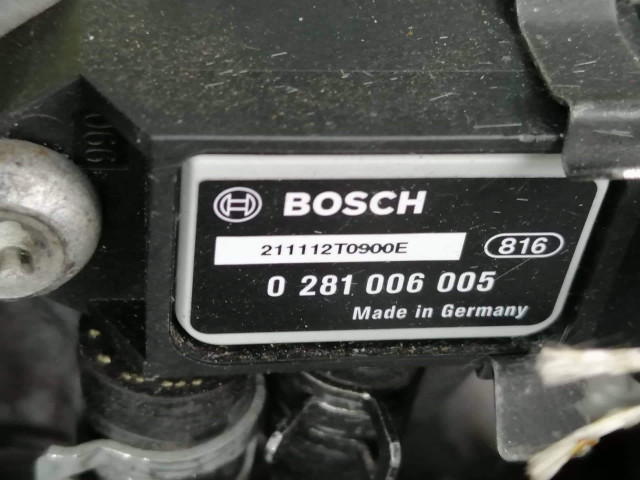 BOSCH
211112T0900E
816
0 281 006 005
Made in Germany